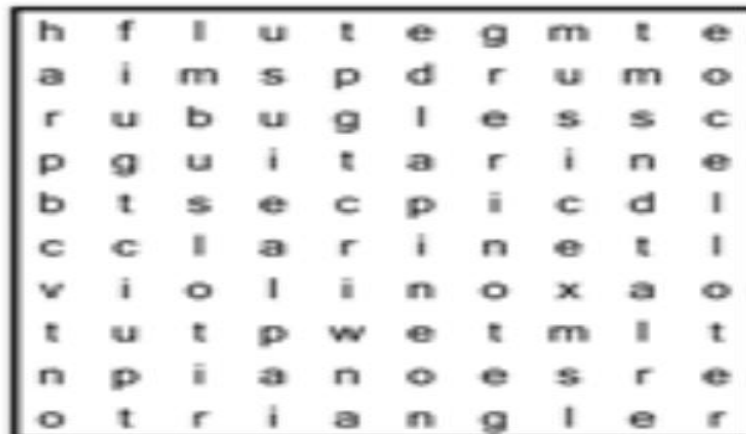 h f l u t e g m t e
a i m s p d r u m o
r u b u g l e s s c
p g u i t a r i n e
b t s e c p i c d l
c c l a r i n e t l
v i o l i n o x a o
t u t p w e t m l t
n p i a n o e s r e
o t r i a n g l e r